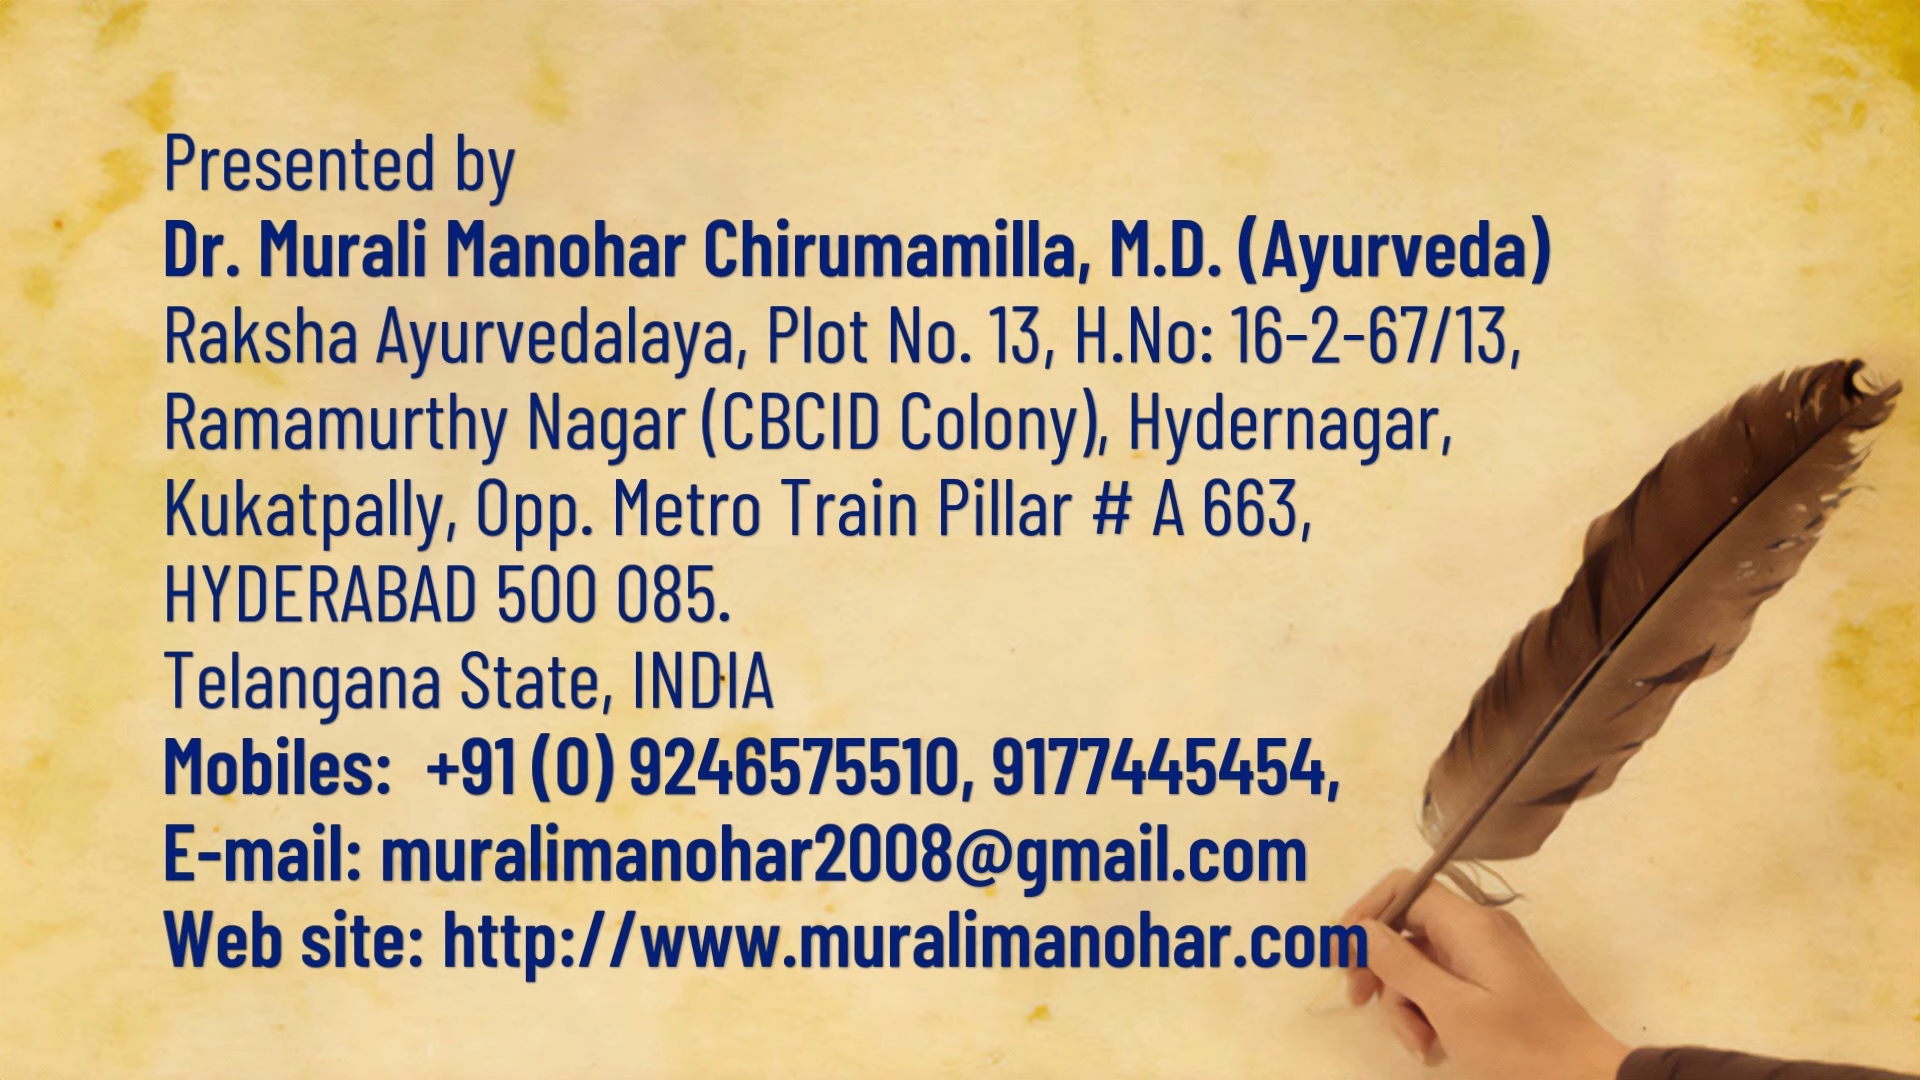 Presented by
Dr. Murali Manohar Chirumamilla, M.D. (Ayurveda)
Raksha Ayurvedalaya, Plot No. 13, H.No: 16-2-67/13,
Ramamurthy Nagar (CBCID Colony), Hydernagar,
Kukatpally, Opp. Metro Train Pillar # A 663,
HYDERABAD 500 085.
Telangana State, INDIA
Mobiles: +91 (0) 9246575510, 9177445454,
E-mail: muralimanohar2008@gmail.com
Web site: http://www.muralimanohar.com